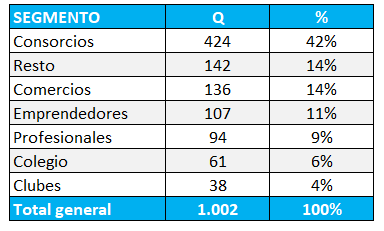 SEGMENTO Q %
Consorcios 424 42%
Resto 142 14%
Comercios 136 14%
Emprendedores 107 11%
Profesionales 94 9%
Colegio 61 6%
Clubes 38 4%
Total general 1.002 100%